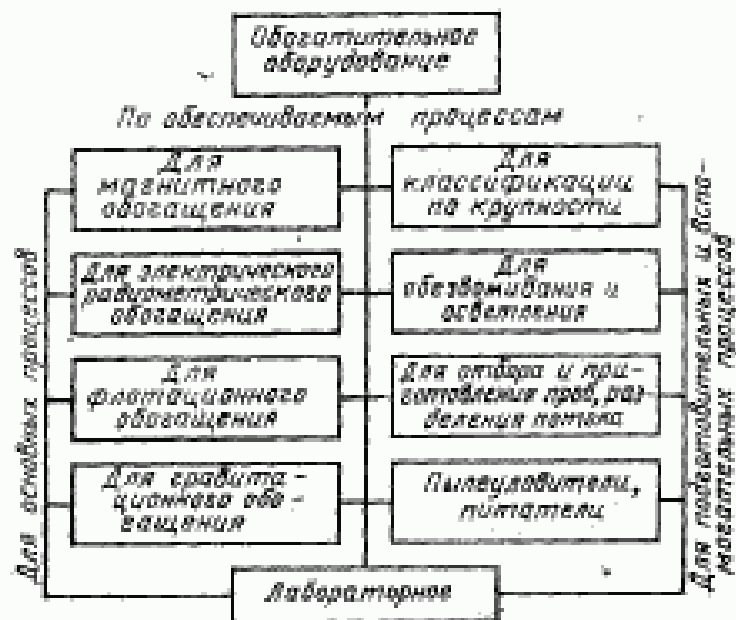 Обогатительное
оборудование
По обеспечиваемым процессам
Для
магнитного
обогащения
Для
классификации
по крупности
Для электрического
радиометрического
обогащения
Для
обезвоживания и
осветления
Для
флотационного
обогащения
Для отбора и при-
готовления проб, раз-
деления потока
Для гравита-
ционного обо-
гащения
Пылеуловители,
питатели
Лабораторное
Для основных процессов
Для подготовительных и вспо-
могательных процессов